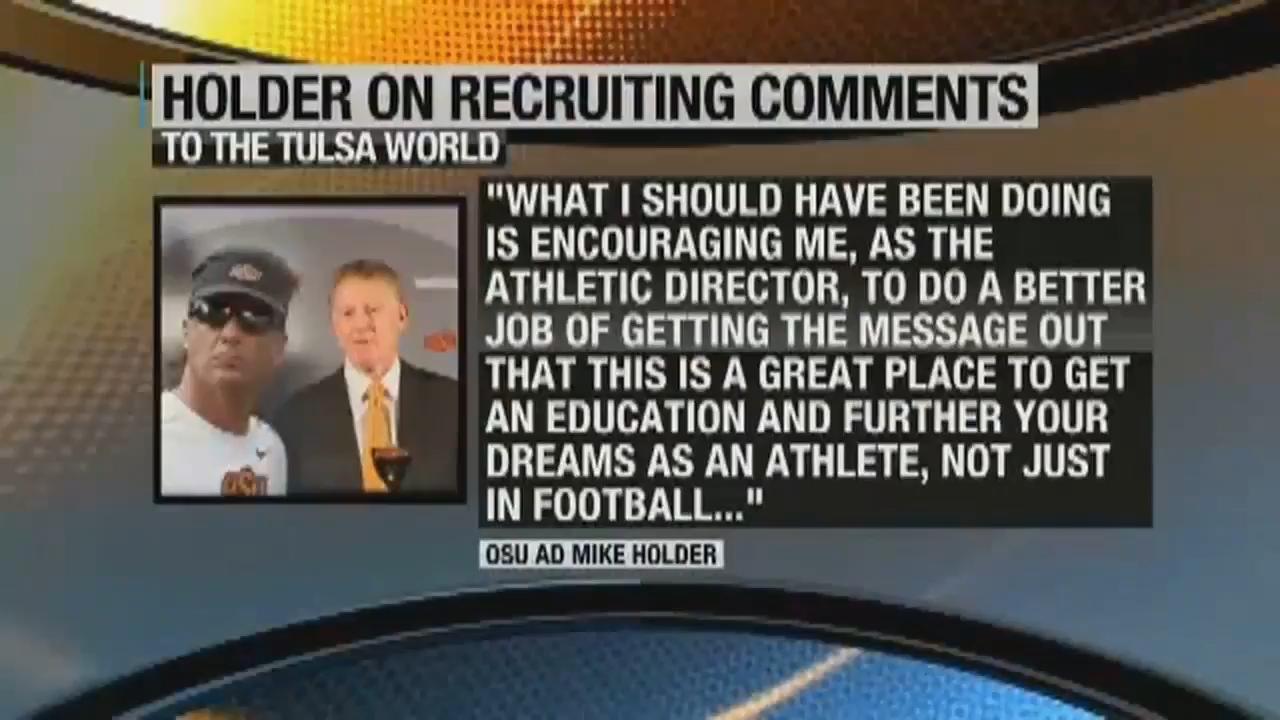 HOLDER ON RECRUITING COMMENTS
TO THE TULSA WORLD
"WHAT I SHOULD HAVE BEEN DOING
IS ENCOURAGING ME, AS THE
ATHLETIC DIRECTOR, TO DO A BETTER
JOB OF GETTING THE MESSAGE OUT
THAT THIS IS A GREAT PLACE TO GET
AN EDUCATION AND FURTHER YOUR
DREAMS AS AN ATHLETE, NOT JUST
IN FOOTBALL..."
OSU AD MIKE HOLDER
OSU
OSU